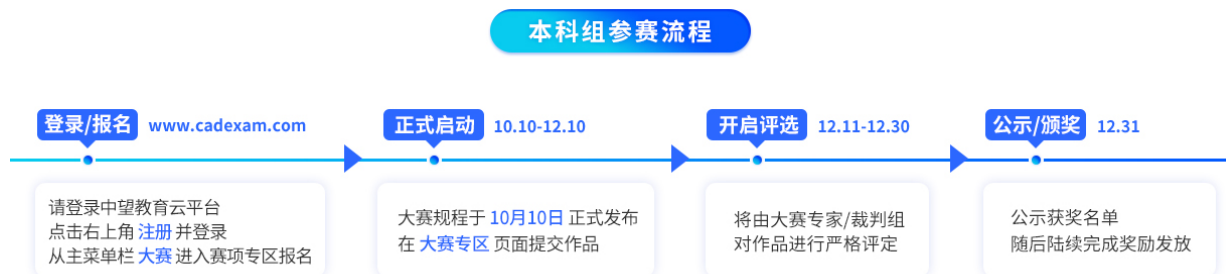 本科组参赛流程
登录/报名 www.cadexam.com
正式启动 10.10-12.10
开启评选 12.11-12.30
公示/颁奖 12.31
请登录中望教育云平台
点击右上角 注册 并登录
从主菜单栏 大赛 进入赛项专区报名
大赛规程于 10月10日 正式发布
在 大赛专区 页面提交作品
将由大赛专家/裁判组
对作品进行严格评定
公示获奖名单
随后陆续完成奖励发放